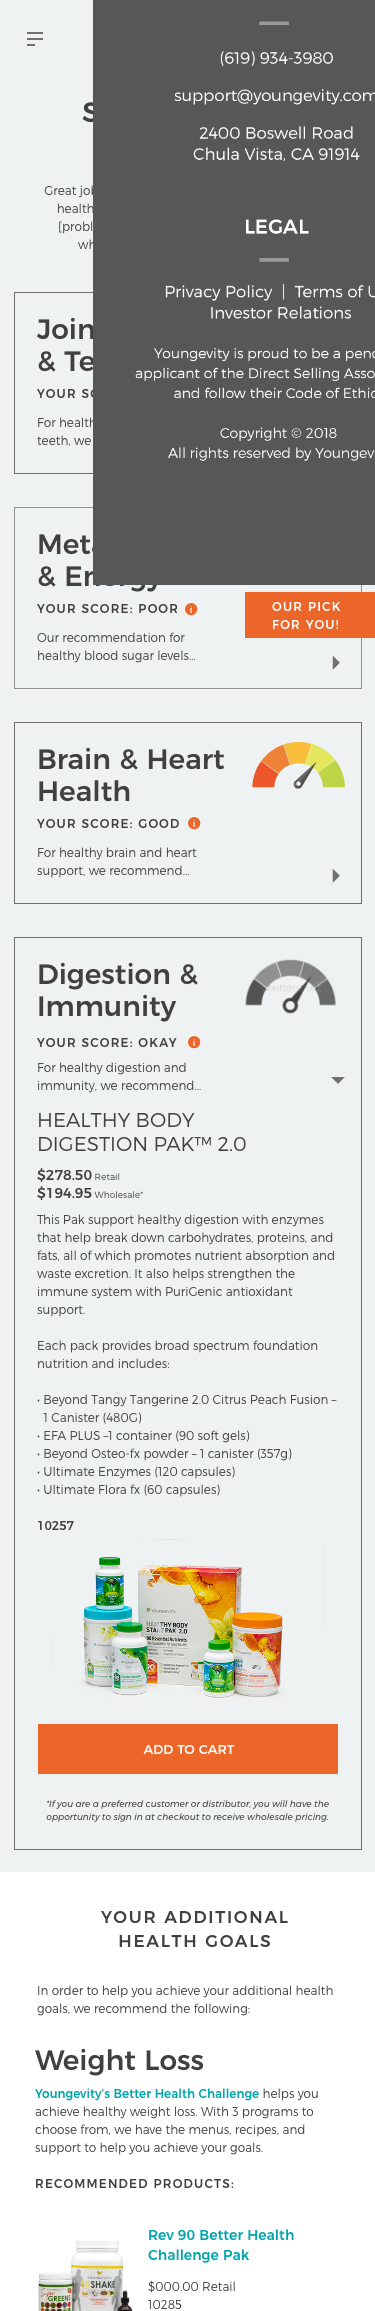 (619) 934-3980
support@youngevity.com
2400 Boswell Road
Chula Vista, CA 91914
LEGAL
Privacy Policy | Terms of U
Investor Relations
Youngevity is proud to be a pend
applicant of the Direct Selling Asso
and follow their Code of Ethic
Copyright © 2018
All rights reserved by Youngev
S
Great jo
health
[probl
wh
Join
& Te
YOUR SC
For health
teeth, we
Meta
& Energy
YOUR SCORE: POOR i
OUR PICK
FOR YOU!
Our recommendation for
healthy blood sugar levels...
Brain & Heart
Health
YOUR SCORE: GOOD i
For healthy brain and heart
support, we recommend...
Digestion &
Immunity
YOUR SCORE: OKAY i
For healthy digestion and
immunity, we recommend...
HEALTHY BODY
DIGESTION PAK™ 2.0
$278.50 Retail
$194.95 Wholesale*
This Pak support healthy digestion with enzymes
that help break down carbohydrates, proteins, and
fats, all of which promotes nutrient absorption and
waste excretion. It also helps strengthen the
immune system with PuriGenic antioxidant
support.
Each pack provides broad spectrum foundation
nutrition and includes:
• Beyond Tangy Tangerine 2.0 Citrus Peach Fusion –
1 Canister (480G)
• EFA PLUS –1 container (90 soft gels)
• Beyond Osteo-fx powder – 1 canister (357g)
• Ultimate Enzymes (120 capsules)
• Ultimate Flora fx (60 capsules)
10257
YOUNGEVITY
HEALTHY BODY
START PAK 2.0
90 Essential Nutrients
ADD TO CART
*If you are a preferred customer or distributor, you will have the
opportunity to sign in at checkout to receive wholesale pricing.
YOUR ADDITIONAL
HEALTH GOALS
In order to help you achieve your additional health
goals, we recommend the following:
Weight Loss
Youngevity's Better Health Challenge helps you
achieve healthy weight loss. With 3 programs to
choose from, we have the menus, recipes, and
support to help you achieve your goals.
RECOMMENDED PRODUCTS:
Rev 90 Better Health
Challenge Pak
$000.00 Retail
10285
SHAKE
GREENS